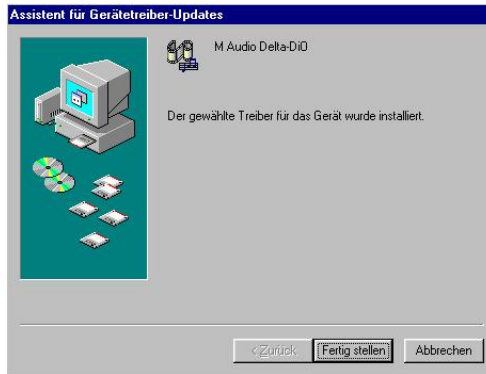 Assistent für Gerätetreiber-Updates
M Audio Delta-DiO
Der gewählte Treiber für das Gerät wurde installiert.
< Zurück
Fertig stellen
Abbrechen